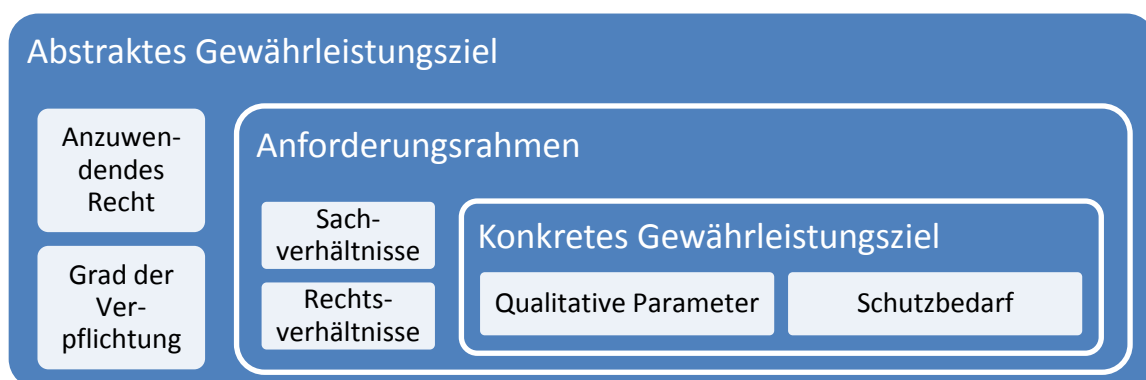 Abstraktes Gewährleistungsziel
Anzuwen-
dendes
Recht
Grad der
Ver-
pflichtung
Anforderungsrahmen
Sach-
verhältnisse
Rechts-
verhältnisse
Konkretes Gewährleistungsziel
Qualitative Parameter
Schutzbedarf